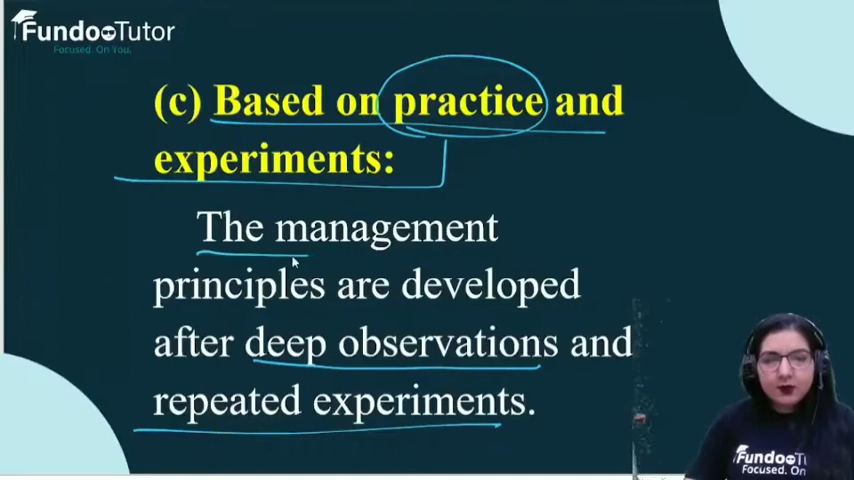 FundooTutor
Focused. On You.
(c) Based on practice and
experiments:
The management
principles are developed
after deep observations and
repeated experiments.
FundooTu
Focused. On